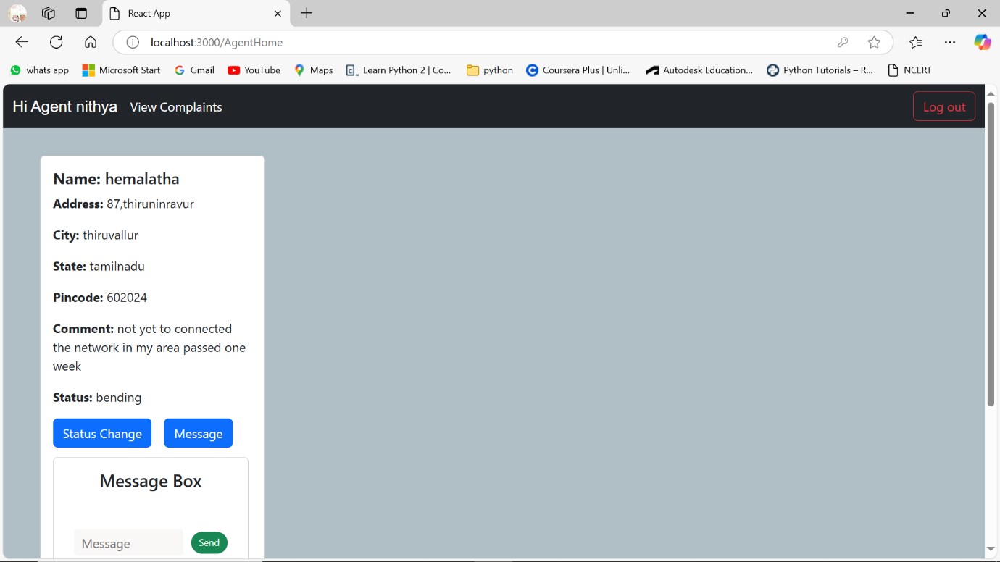 React App
localhost:3000/AgentHome
whats app Microsoft Start Gmail YouTube Maps Learn Python 2 | Co... python Coursera Plus | Unli... Autodesk Education... Python Tutorials – R... NCERT
Hi Agent nithya View Complaints Log out
Name: hemalatha
Address: 87,thiruninravur
City: thiruvallur
State: tamilnadu
Pincode: 602024
Comment: not yet to connected
the network in my area passed one
week
Status: bending
Status Change Message
Message Box
Message Send